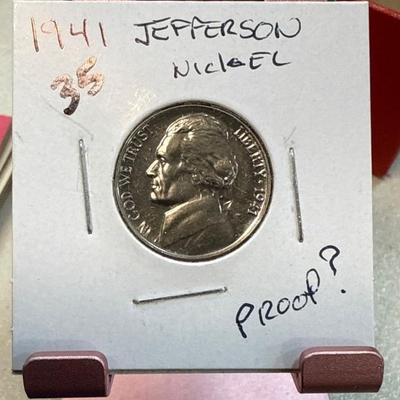 1941 JEFFERSON
NICKEL
35
IN GOD WE TRUST
LIBERTY * 1941
PROOF?